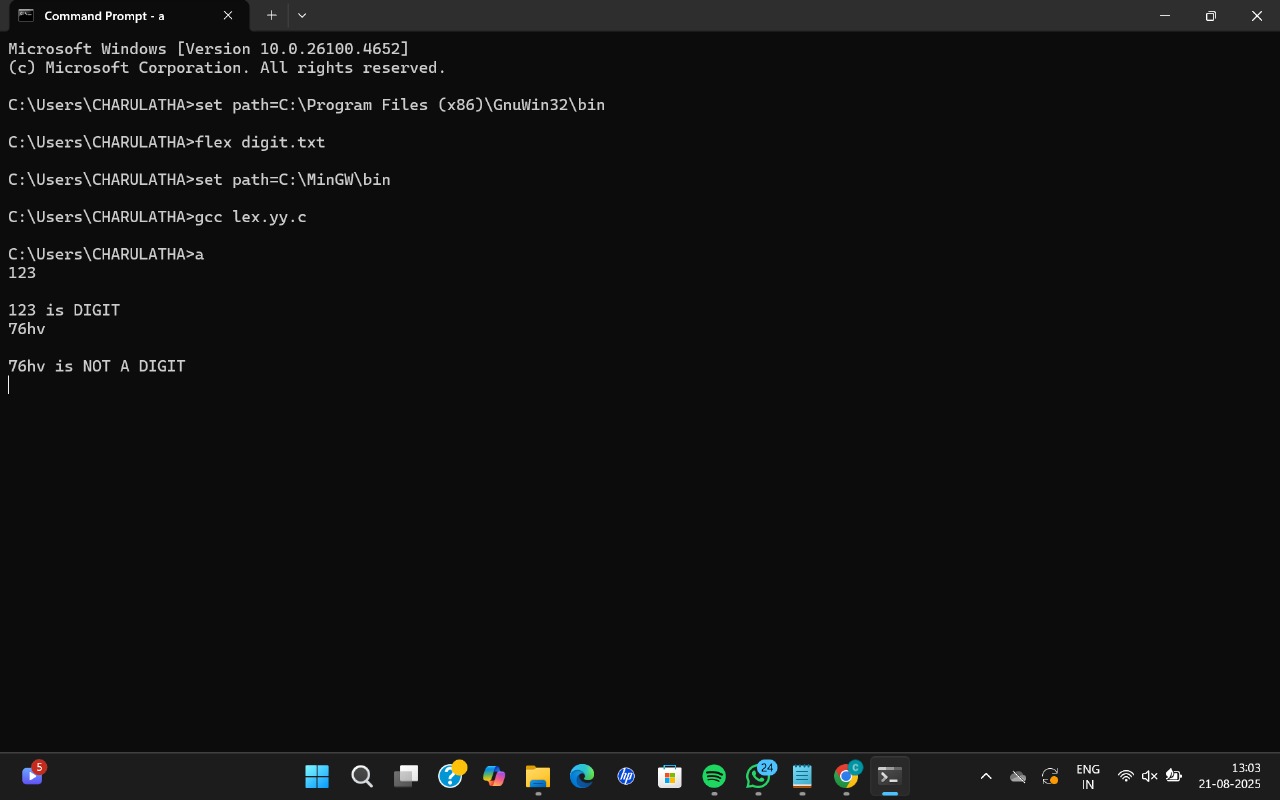 Command Prompt - a
Microsoft Windows [Version 10.0.26100.4652]
(c) Microsoft Corporation. All rights reserved.
C:\Users\CHARULATHA>set path=C:\Program Files (x86)\GnuWin32\bin
C:\Users\CHARULATHA>flex digit.txt
C:\Users\CHARULATHA>set path=C:\MinGW\bin
C:\Users\CHARULATHA>gcc lex.yy.c
C:\Users\CHARULATHA>a
123
123 is DIGIT
76hv
76hv is NOT A DIGIT
5
hp
24
C
ENG
IN
13:03
21-08-2025